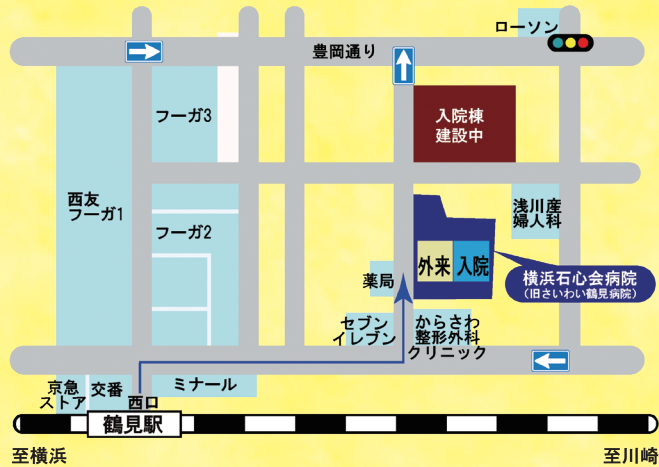 ローソン
豊岡通り
フーガ3
入院棟
建設中
西友
フーガ1
フーガ2
浅川産
婦人科
外来
入院
横浜石心会病院
(旧さいわい鶴見病院)
薬局
セブン
イレブン
からさわ
整形外科
クリニック
京急
ストア
交番
西口
ミナール
鶴見駅
至横浜
至川崎